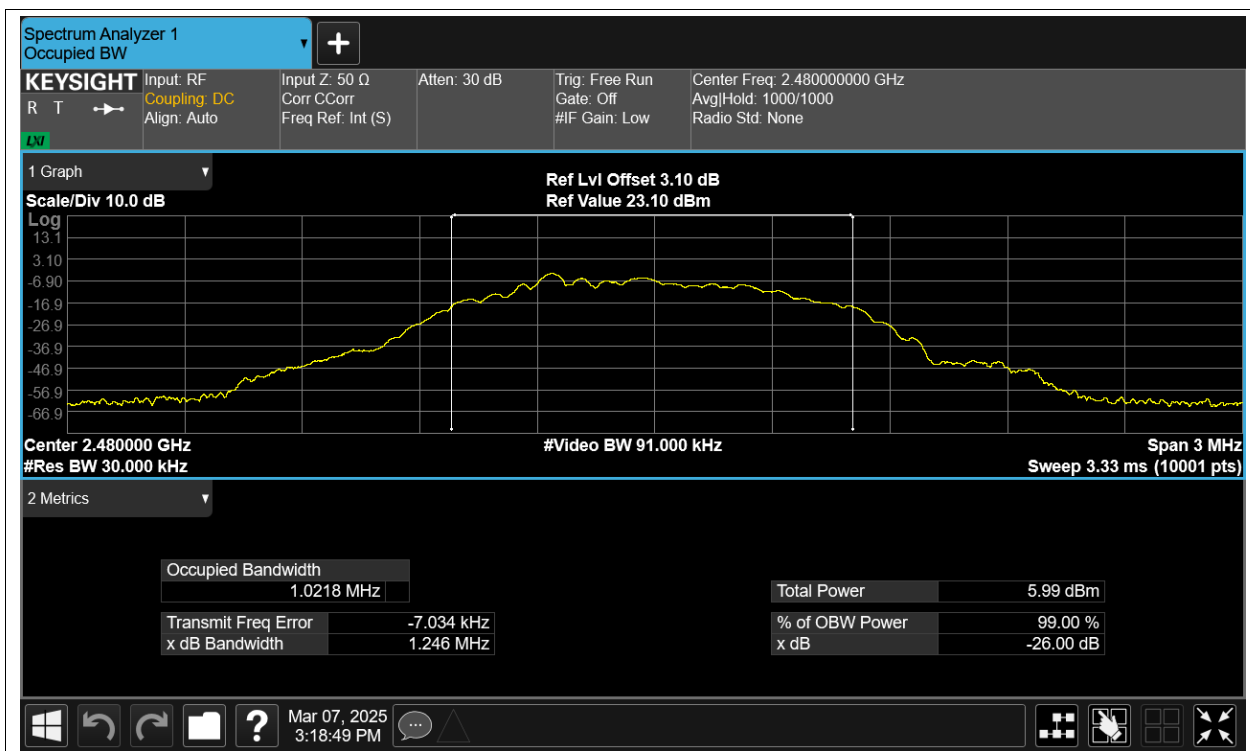 Spectrum Analyzer 1
Occupied BW
KEYSIGHT Input: RF Input Z: 50 Ω Atten: 30 dB Trig: Free Run Center Freq: 2.480000000 GHz
R T Coupling: DC Corr CCorr Gate: Off Avg|Hold: 1000/1000
Align: Auto Freq Ref: Int (S) #IF Gain: Low Radio Std: None
LXI
1 Graph
Ref Lvl Offset 3.10 dB
Scale/Div 10.0 dB Ref Value 23.10 dBm
Log
13.1
3.10
-6.90
-16.9
-26.9
-36.9
-46.9
-56.9
-66.9
Center 2.480000 GHz #Video BW 91.000 kHz Span 3 MHz
#Res BW 30.000 kHz Sweep 3.33 ms (10001 pts)
2 Metrics
Occupied Bandwidth
1.0218 MHz Total Power 5.99 dBm
Transmit Freq Error -7.034 kHz % of OBW Power 99.00 %
x dB Bandwidth 1.246 MHz x dB -26.00 dB
? Mar 07, 2025
3:18:49 PM